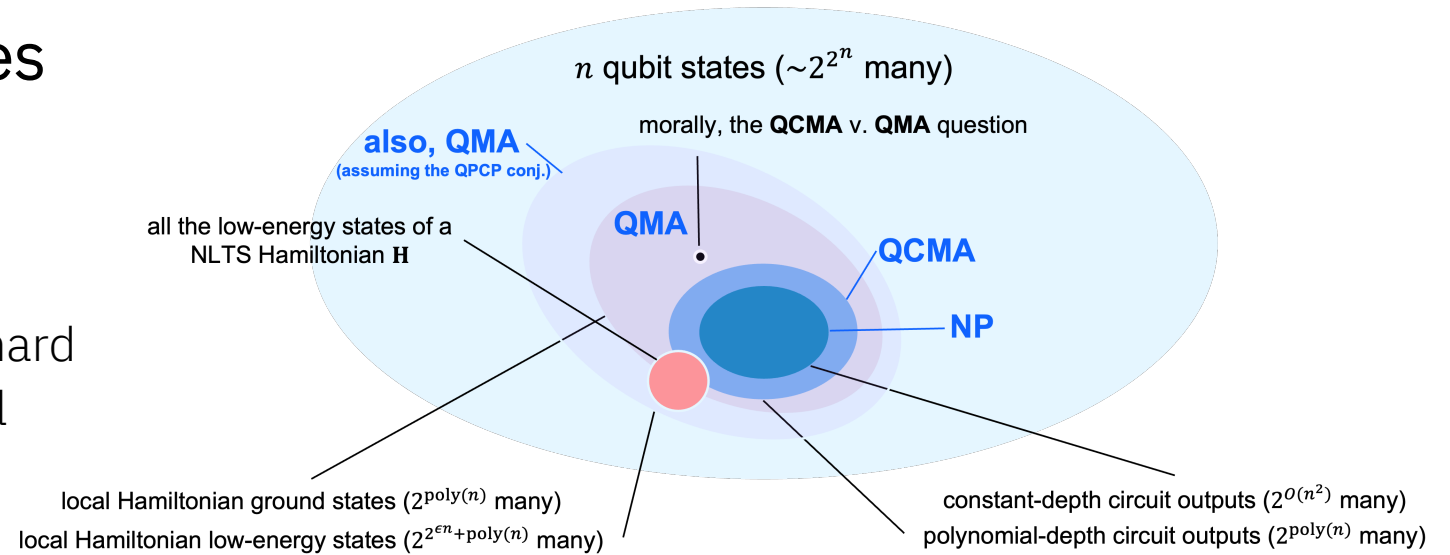 es
n qubit states (~2^{2^n} many)
morally, the QCMA v. QMA question
also, QMA
(assuming the QPCP conj.)
all the low-energy states of a
NLTS Hamiltonian H
QMA
QCMA
NP
hard
l
local Hamiltonian ground states (2^{poly(n)} many)
local Hamiltonian low-energy states (2^{2^{ϵn}+poly(n)} many)
constant-depth circuit outputs (2^{O(n^2)} many)
polynomial-depth circuit outputs (2^{poly(n)} many)